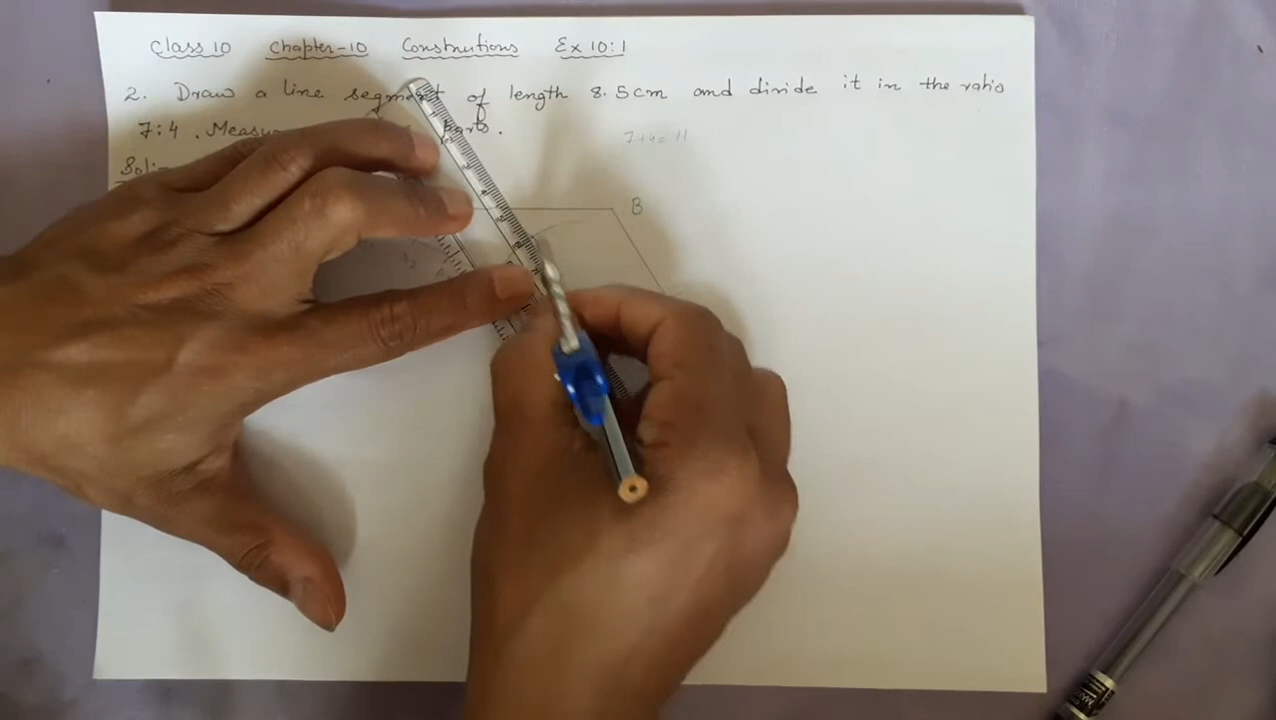 Class 10 Chapter-10 Constructions Ex 10:1
2. Draw a line segment of length 8.5cm and divide it in the ratio
7:4 . parts.
7+4= 11
Sol:-
B